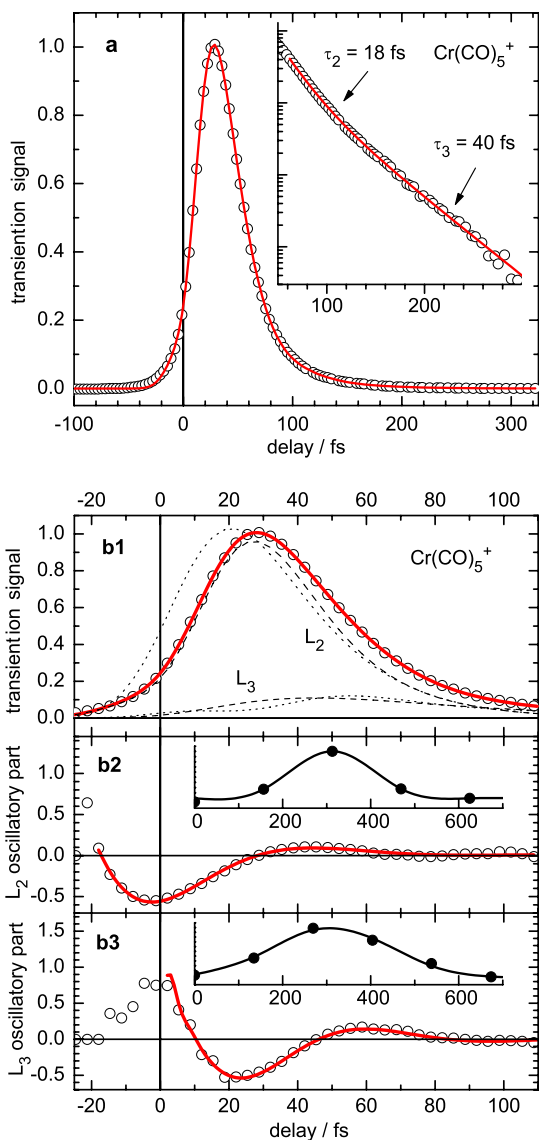 a
τ2 = 18 fs
Cr(CO)5+
τ3 = 40 fs
100 200
transiention signal
1.0
0.8
0.6
0.4
0.2
0.0
-100 0 100 200 300
delay / fs
-20 0 20 40 60 80 100
b1
Cr(CO)5+
L2
L3
transiention signal
1.0
0.8
0.6
0.4
0.2
0.0
b2
L2 oscillatory part
1.0
0.0
-0.5
0 200 400 600
b3
L3 oscillatory part
1.5
1.0
0.5
0.0
-0.5
0 200 400 600
-20 0 20 40 60 80 100
delay / fs